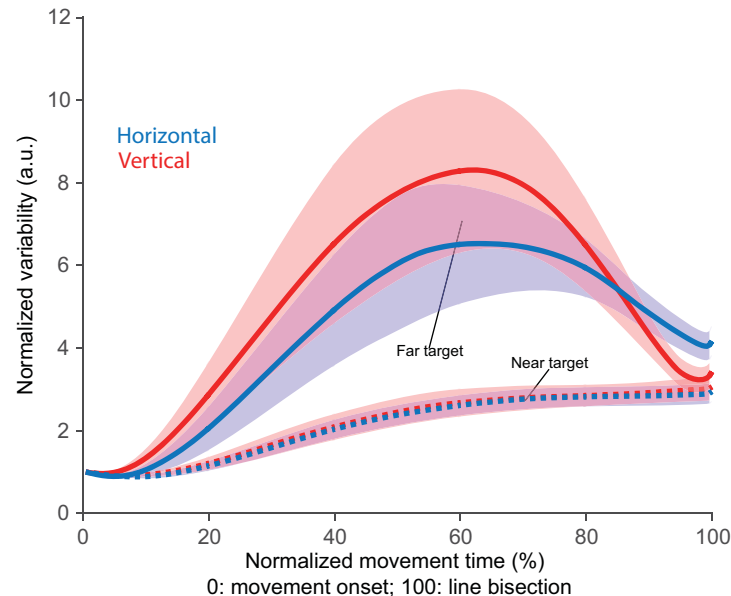 12
10
8
6
4
2
0
Normalized variability (a.u.)
Horizontal
Vertical
Far target
Near target
0 20 40 60 80 100
Normalized movement time (%)
0: movement onset; 100: line bisection